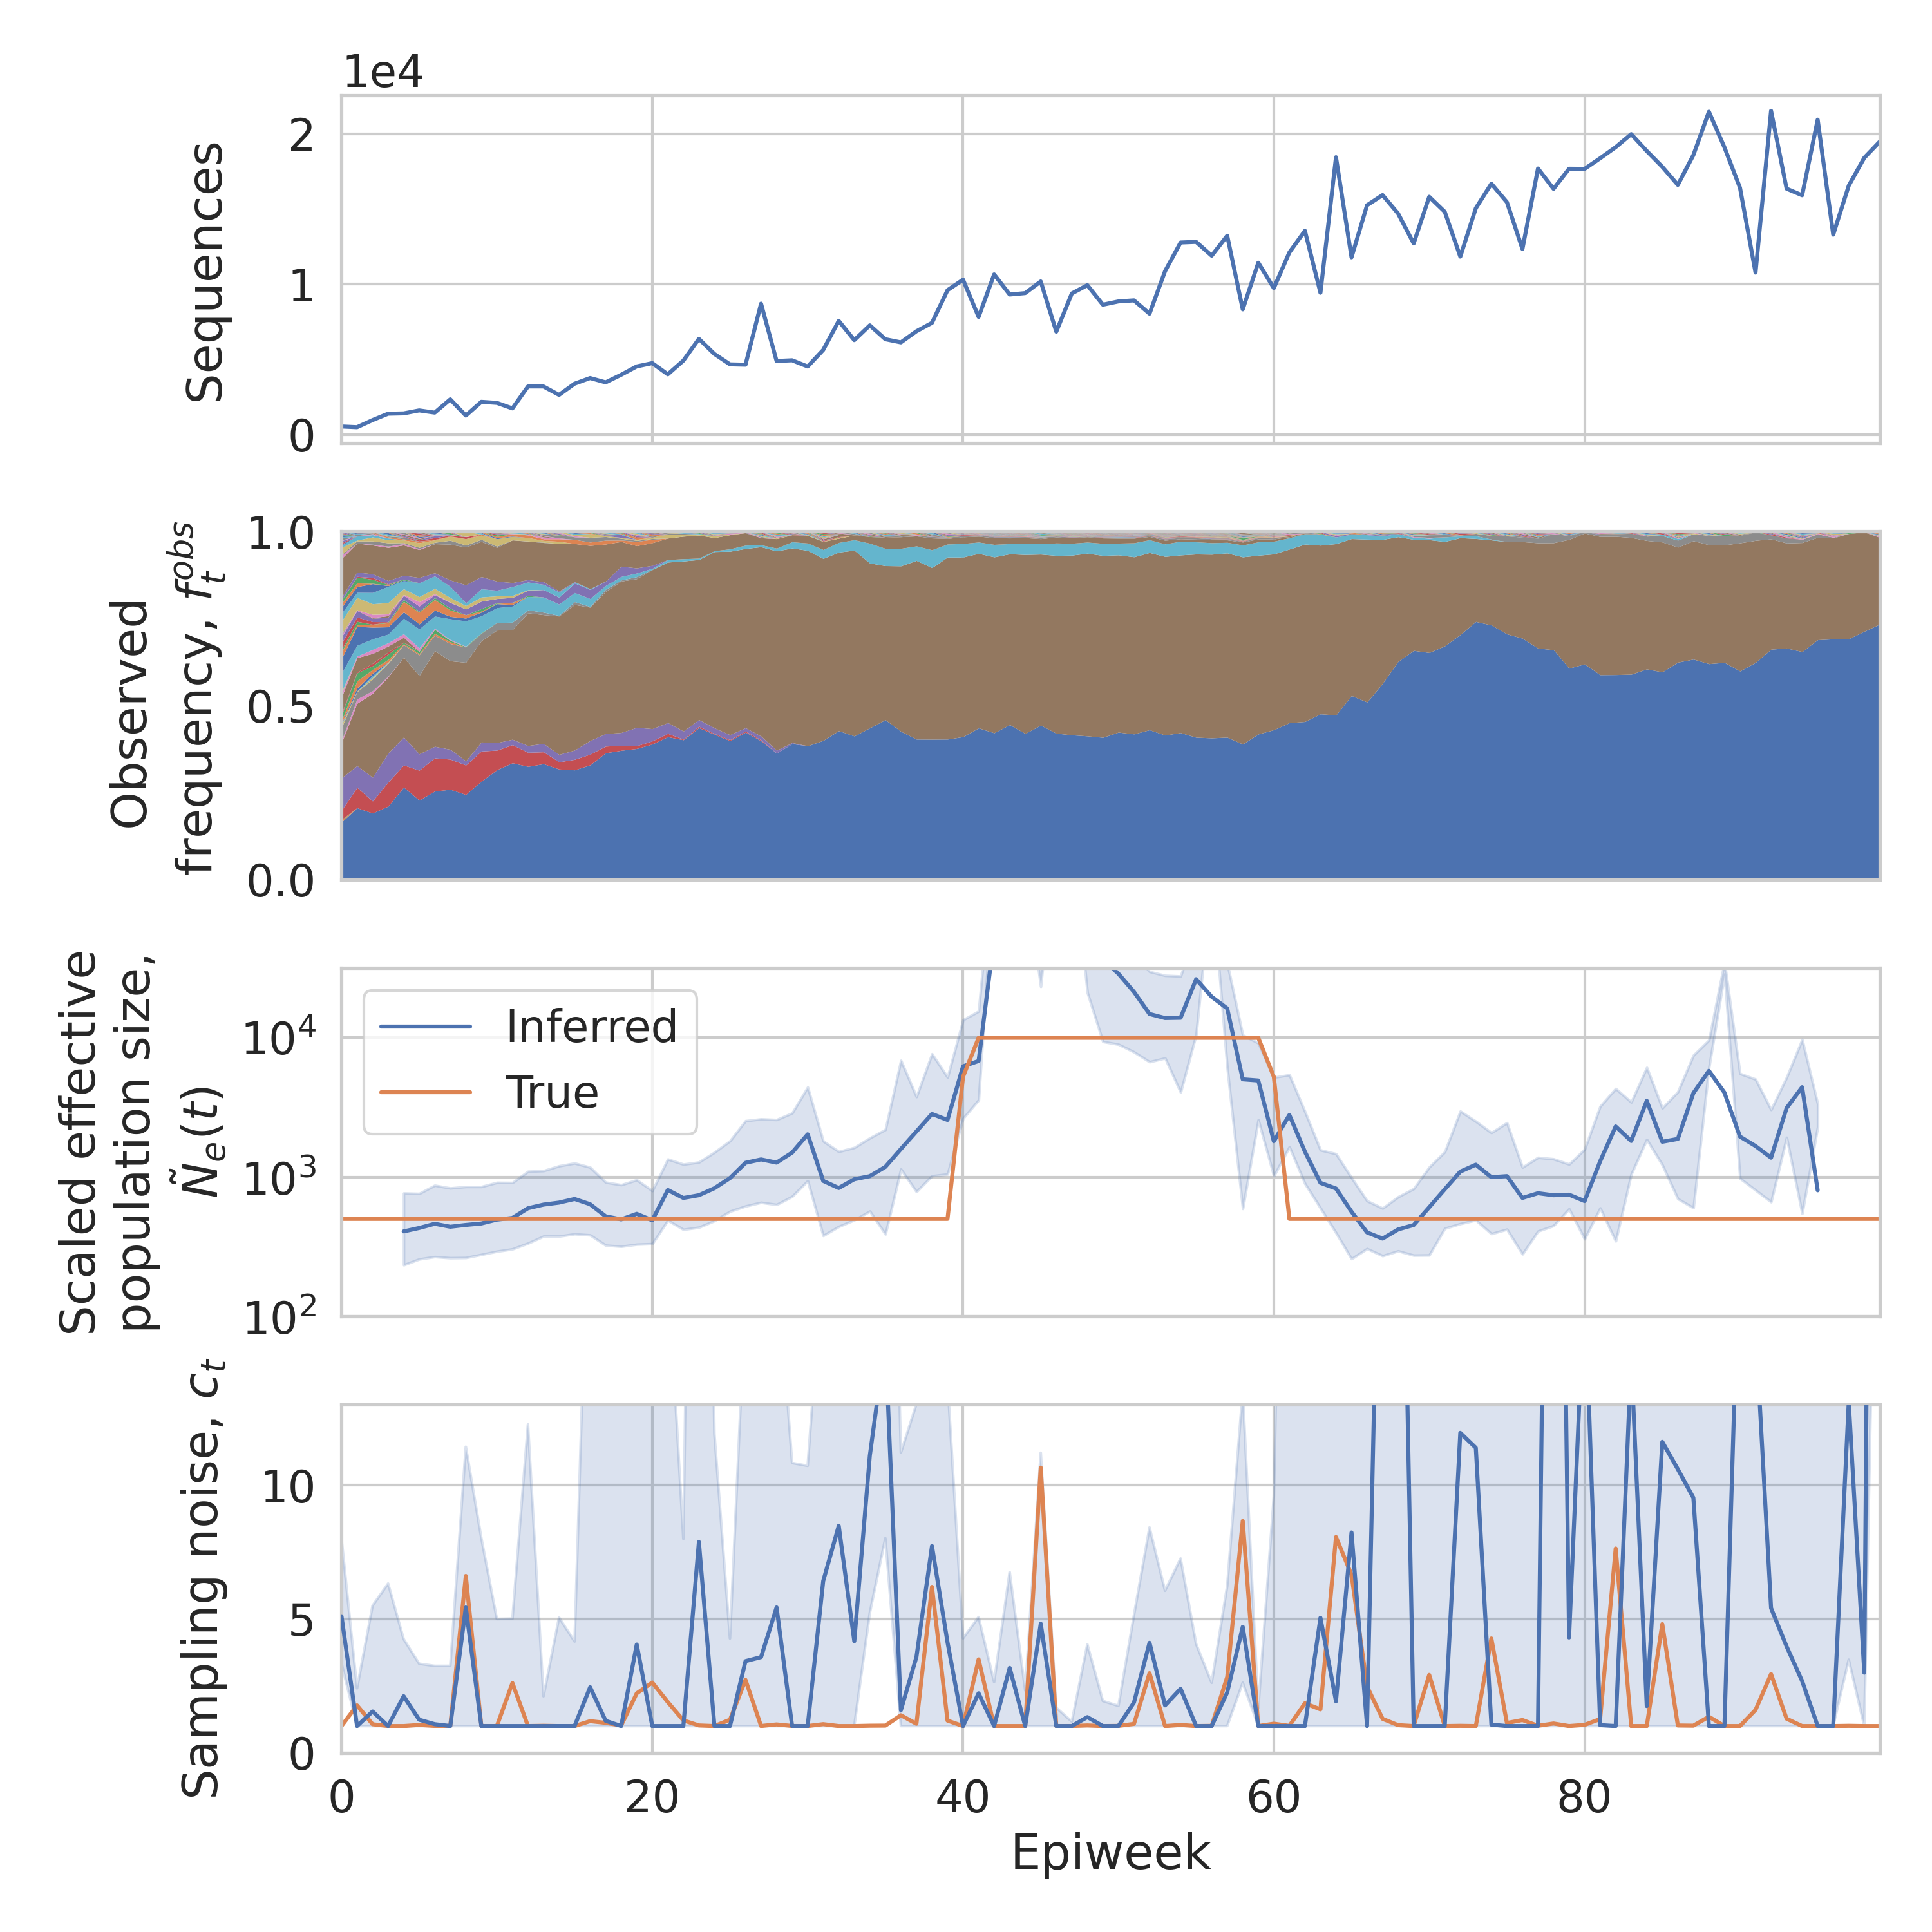 1e4
Sequences
2
1
0
Observed
frequency, f_t^obs
1.0
0.5
0.0
Scaled effective
population size,
Ñ_e(t)
10^4
10^3
10^2
Inferred
True
Sampling noise, c_t
10
5
0
0 20 40 60 80
Epiweek